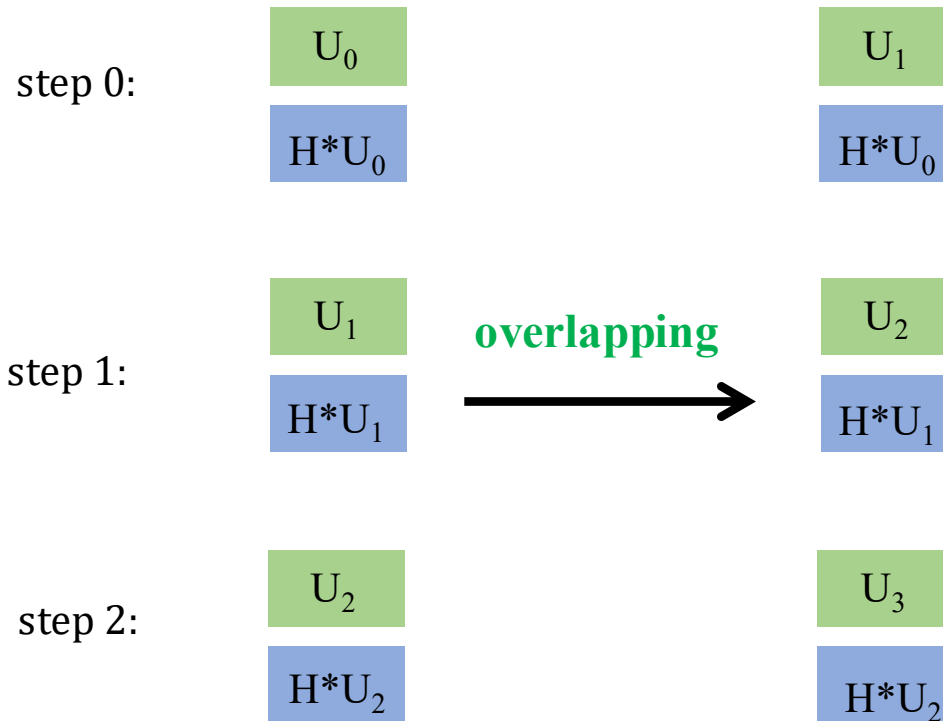 U₀ U₁
step 0:
H*U₀ H*U₀
U₁ U₂
overlapping
step 1:
H*U₁ H*U₁
U₂ U₃
step 2:
H*U₂ H*U₂